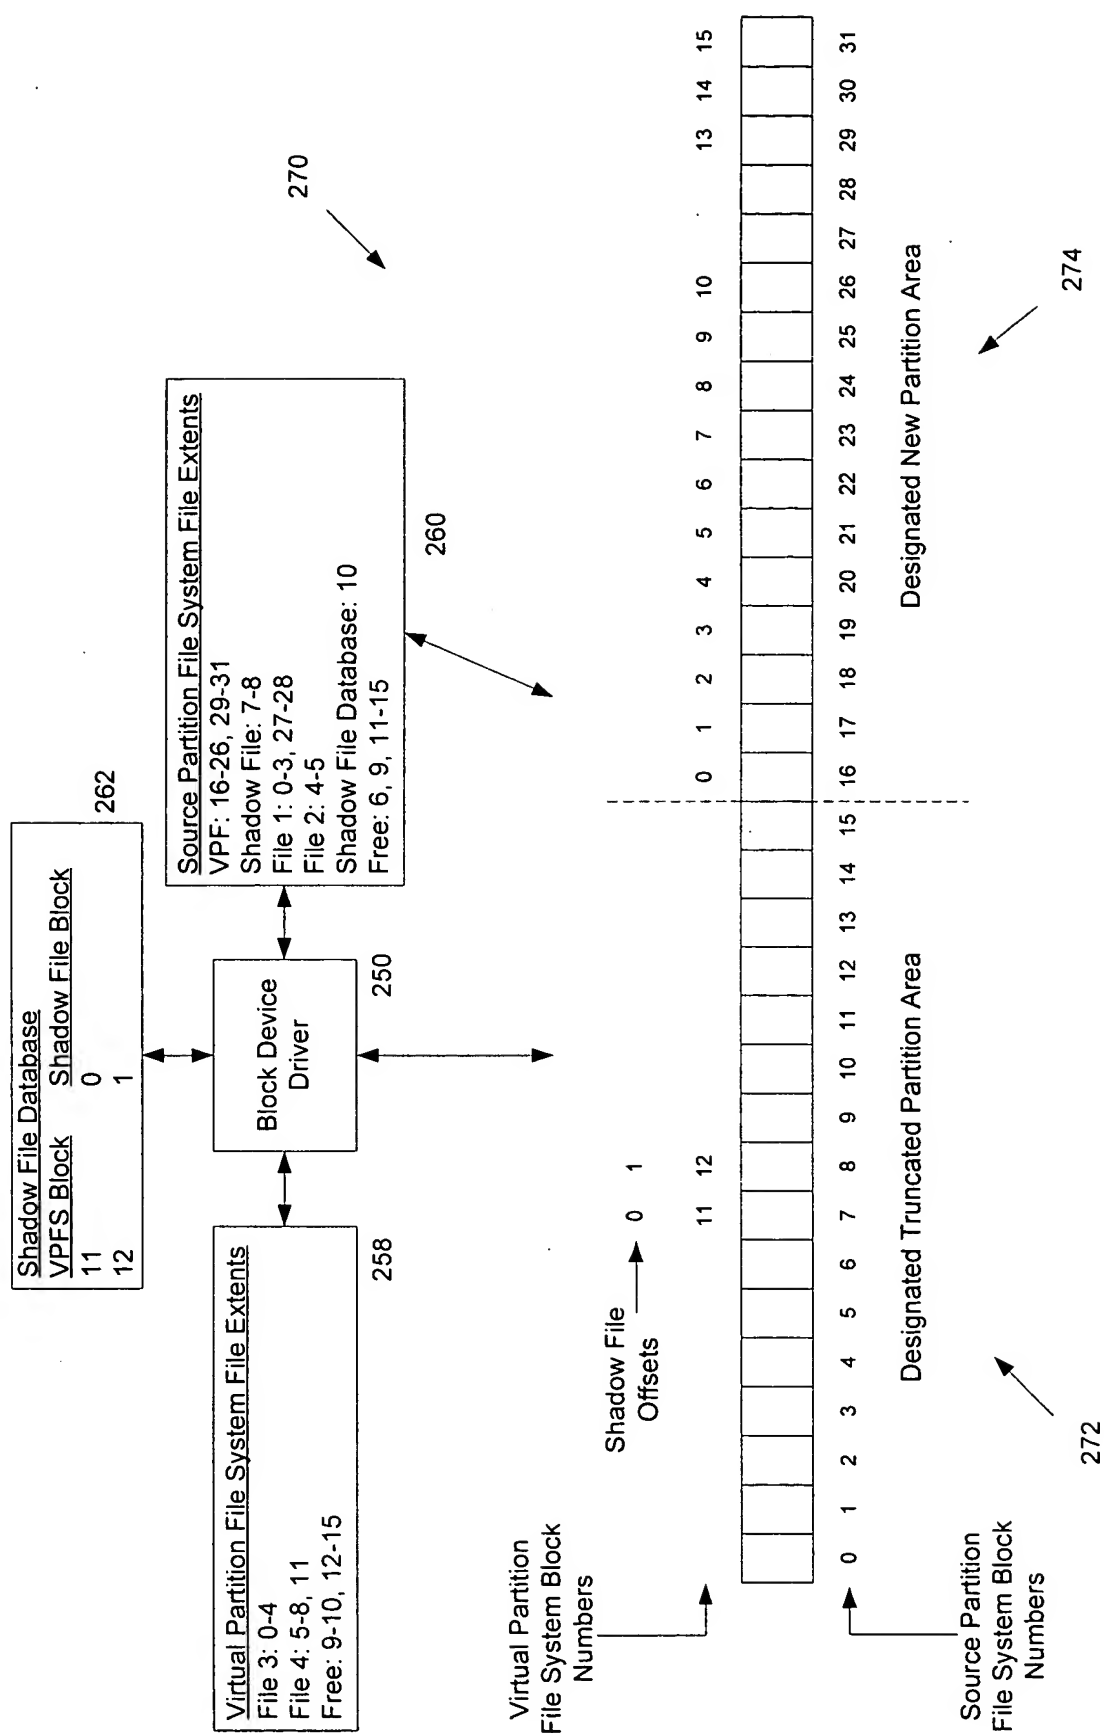 Shadow File Database
VPFS Block Shadow File Block
11 0
12 1
262
Virtual Partition File System File Extents
File 3: 0-4
File 4: 5-8, 11
Free: 9-10, 12-15
258
Block Device
Driver
250
Source Partition File System File Extents
VPF: 16-26, 29-31
Shadow File: 7-8
File 1: 0-3, 27-28
File 2: 4-5
Shadow File Database: 10
Free: 6, 9, 11-15
260
270
Shadow File
Offsets
0 1
Virtual Partition
File System Block
Numbers
11 12 0 1 2 3 4 5 6 7 8 9 10 13 14 15
0 1 2 3 4 5 6 7 8 9 10 11 12 13 14 15 16 17 18 19 20 21 22 23 24 25 26 27 28 29 30 31
Source Partition
File System Block
Numbers
Designated Truncated Partition Area
Designated New Partition Area
272
274